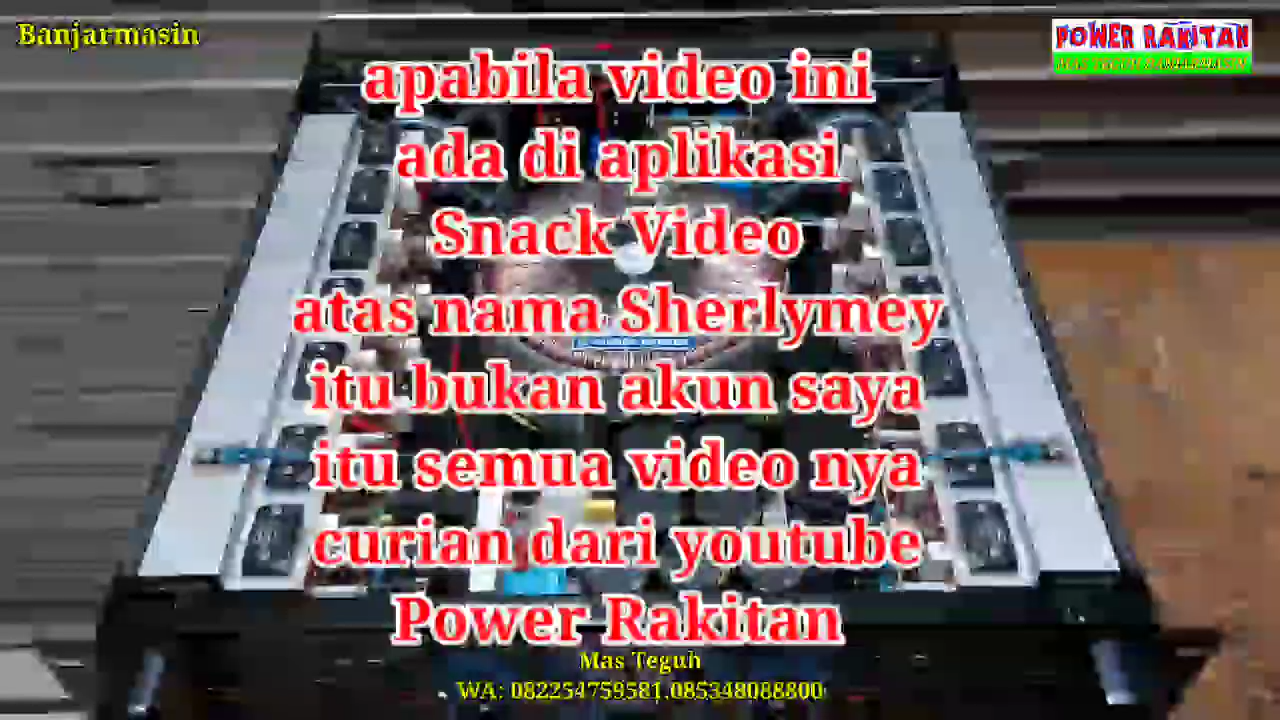 Banjarmasin
POWER RAKITAN
apabila video ini
ada di aplikasi
Snack Video
atas nama Sherlymey
itu bukan akun saya
itu semua video nya
curian dari youtube
Power Rakitan
Mas Teguh
WA: 082254759581.085348088800